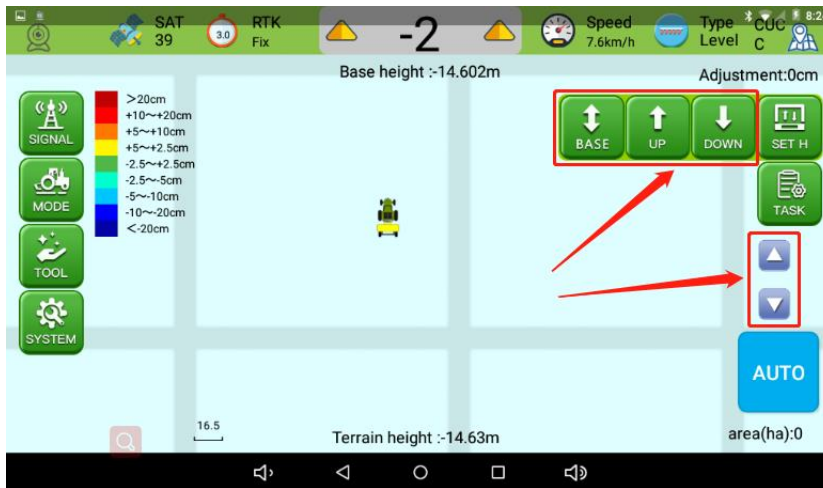 SAT
39
3.0
RTK
Fix
-2
Speed
7.6km/h
Type
Level
CUC
C
8:2
Base height :-14.602m
Adjustment:0cm
SIGNAL
MODE
TOOL
SYSTEM
>20cm
+10~+20cm
+5~+10cm
+5~+2.5cm
-2.5~+2.5cm
-2.5~-5cm
-5~-10cm
-10~-20cm
<-20cm
BASE
UP
DOWN
SET H
TASK
AUTO
16.5
Terrain height :-14.63m
area(ha):0